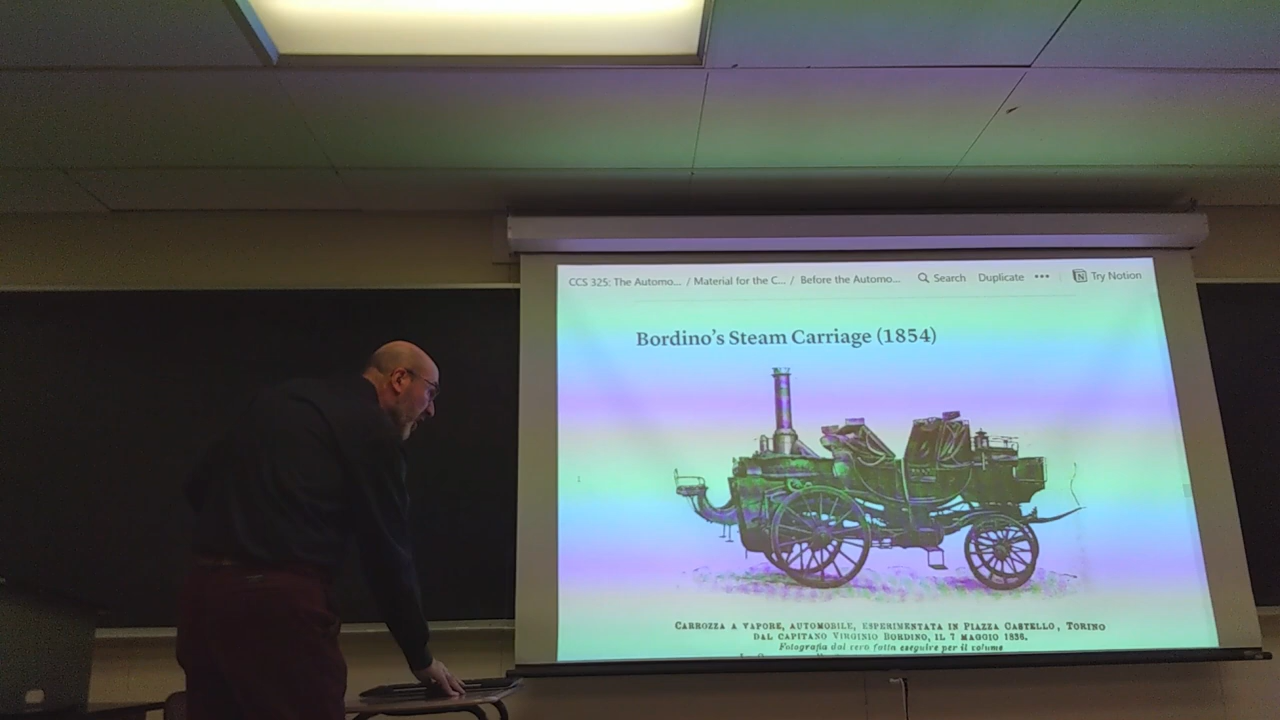 CCS 325: The Automo... / Material for the C... / Before the Automo... Search Duplicate ••• Try Notion
Bordino's Steam Carriage (1854)
CARROZZA A VAPORE, AUTOMOBILE, ESPERIMENTATA IN PIAZZA CASTELLO, TORINO
DAL CAPITANO VIRGINIO BORDINO, IL 7 MAGGIO 1836.
Fotografia dal vero fatta eseguire per il volume